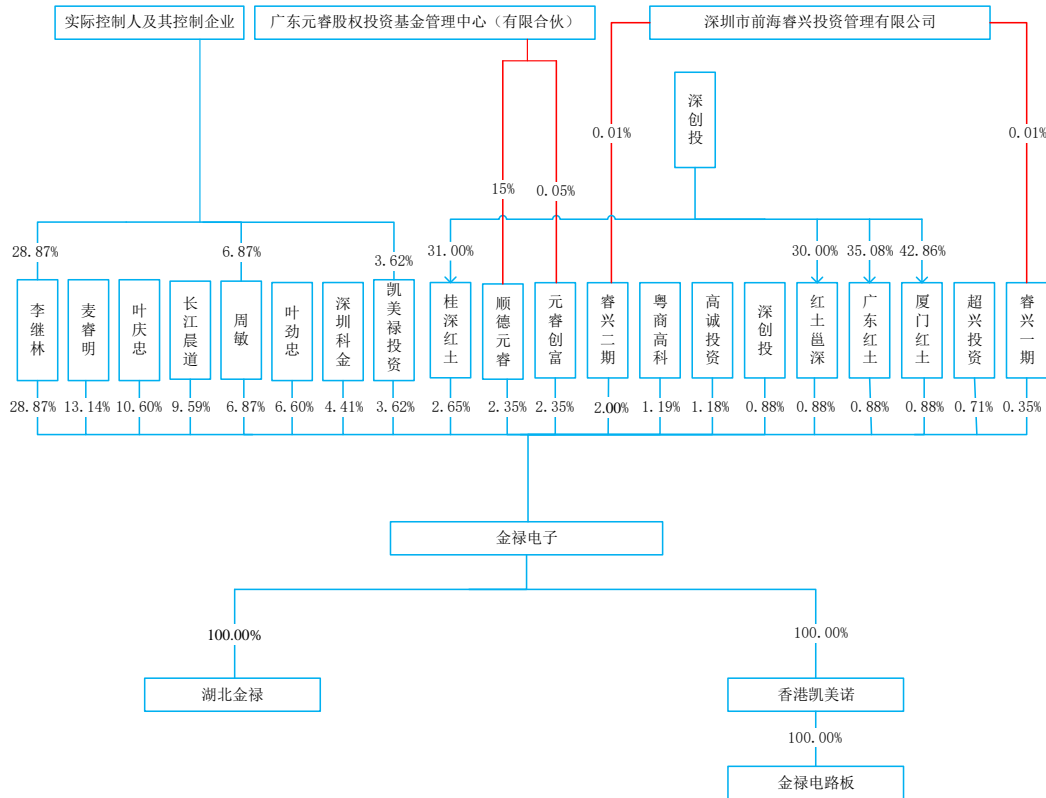 实际控制人及其控制企业
广东元睿股权投资基金管理中心（有限合伙）
深圳市前海睿兴投资管理有限公司
深创投
0.01%
0.01%
15%
0.05%
28.87%
6.87%
3.62%
31.00%
30.00%
35.08%
42.86%
李继林
麦睿明
叶庆忠
长江晨道
周敏
叶劲忠
深圳科金
凯美禄投资
桂深红土
顺德元睿
元睿创富
睿兴二期
粤商高科
高诚投资
深创投
红土邕深
广东红土
厦门红土
超兴投资
睿兴一期
28.87%
13.14%
10.60%
9.59%
6.87%
6.60%
4.41%
3.62%
2.65%
2.35%
2.35%
2.00%
1.19%
1.18%
0.88%
0.88%
0.88%
0.88%
0.71%
0.35%
金禄电子
100.00%
100.00%
湖北金禄
香港凯美诺
100.00%
金禄电路板